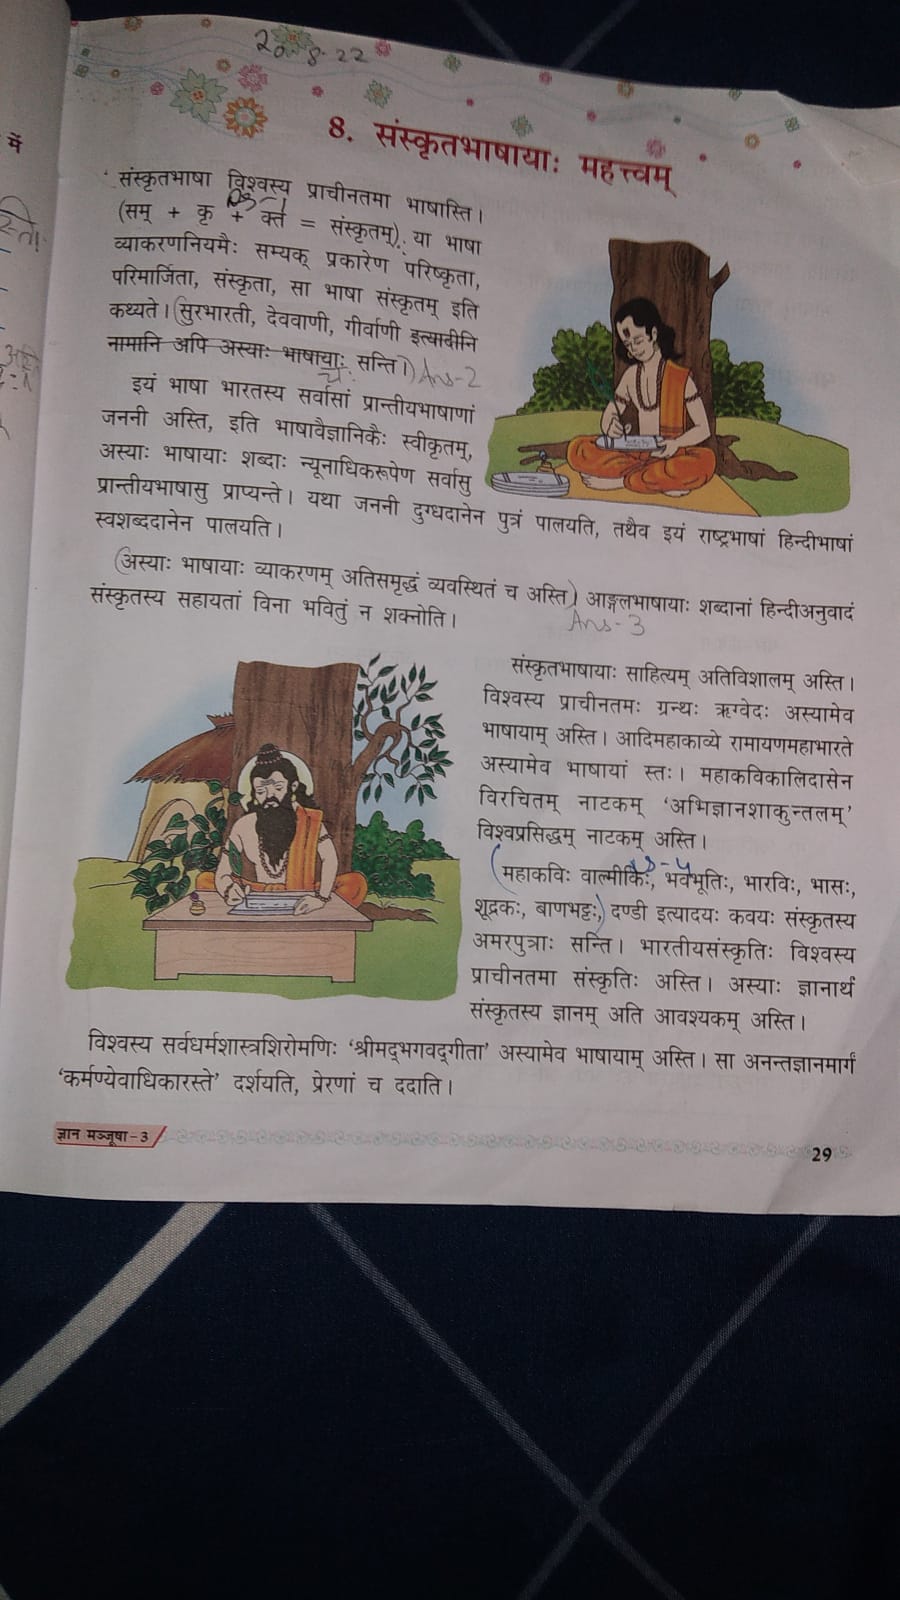 20.8.22
8. संस्कृतभाषायाः महत्त्वम्
संस्कृतभाषा विश्वस्य प्राचीनतमा भाषास्ति।
(सम् + कृ + क्त = संस्कृतम्). या भाषा
व्याकरणनियमैः सम्यक् प्रकारेण परिष्कृता,
परिमार्जिता, संस्कृता, सा भाषा संस्कृतम् इति
कथ्यते। (सुरभारती, देववाणी, गीर्वाणी इत्यादीनि
नामानि अपि अस्याः भाषायाः सन्ति।) Ans-2
इयं भाषा भारतस्य सर्वासां प्रान्तीयभाषाणां
जननी अस्ति, इति भाषावैज्ञानिकैः स्वीकृतम्,
अस्याः भाषायाः शब्दाः न्यूनाधिकरूपेण सर्वासु
प्रान्तीयभाषासु प्राप्यन्ते। यथा जननी दुग्धदानेन पुत्रं पालयति, तथैव इयं राष्ट्रभाषां हिन्दीभाषां
स्वशब्ददानेन पालयति।
(अस्याः भाषायाः व्याकरणम् अतिसमृद्धं व्यवस्थितं च अस्ति) आङ्गलभाषायाः शब्दानां हिन्दीअनुवादं
संस्कृतस्य सहायतां विना भवितुं न शक्नोति।
Ans-3
संस्कृतभाषायाः साहित्यम् अतिविशालम् अस्ति।
विश्वस्य प्राचीनतमः ग्रन्थः ऋग्वेदः अस्यामेव
भाषायाम् अस्ति। आदिमहाकाव्ये रामायणमहाभारते
अस्यामेव भाषायां स्तः। महाकविकालिदासेन
विरचितम् नाटकम् ‘अभिज्ञानशाकुन्तलम्’
विश्वप्रसिद्धम् नाटकम् अस्ति।
(महाकविः वाल्मीकिः, भवभूतिः, भारविः, भासः,
शूद्रकः, बाणभट्टः,) दण्डी इत्यादयः कवयः संस्कृतस्य
अमरपुत्राः सन्ति। भारतीयसंस्कृतिः विश्वस्य
प्राचीनतमा संस्कृतिः अस्ति। अस्याः ज्ञानार्थं
संस्कृतस्य ज्ञानम् अति आवश्यकम् अस्ति।
विश्वस्य सर्वधर्मशास्त्रशिरोमणिः ‘श्रीमद्‌भगवद्‌गीता’ अस्यामेव भाषायाम् अस्ति। सा अनन्तज्ञानमार्गं
‘कर्मण्येवाधिकारस्ते’ दर्शयति, प्रेरणां च ददाति।
ज्ञान मञ्जूषा-3
29